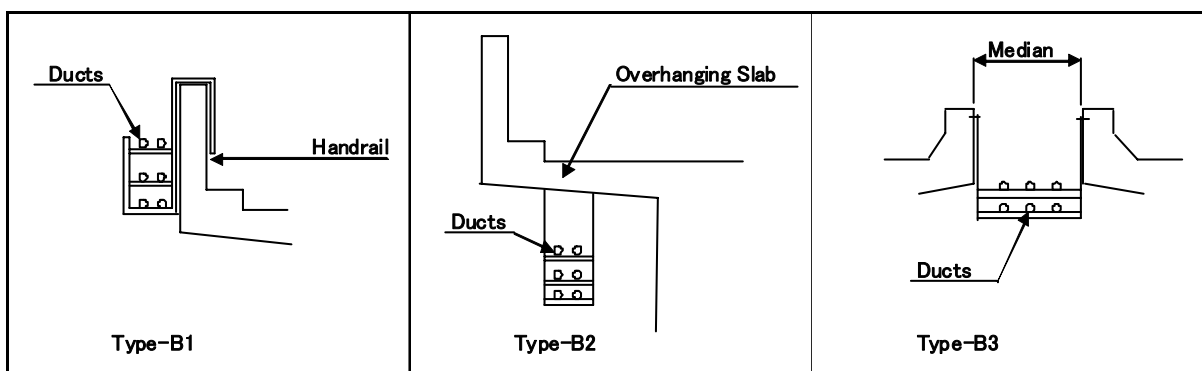 Ducts
Handrail
Type-B1
Overhanging Slab
Ducts
Type-B2
Median
Ducts
Type-B3